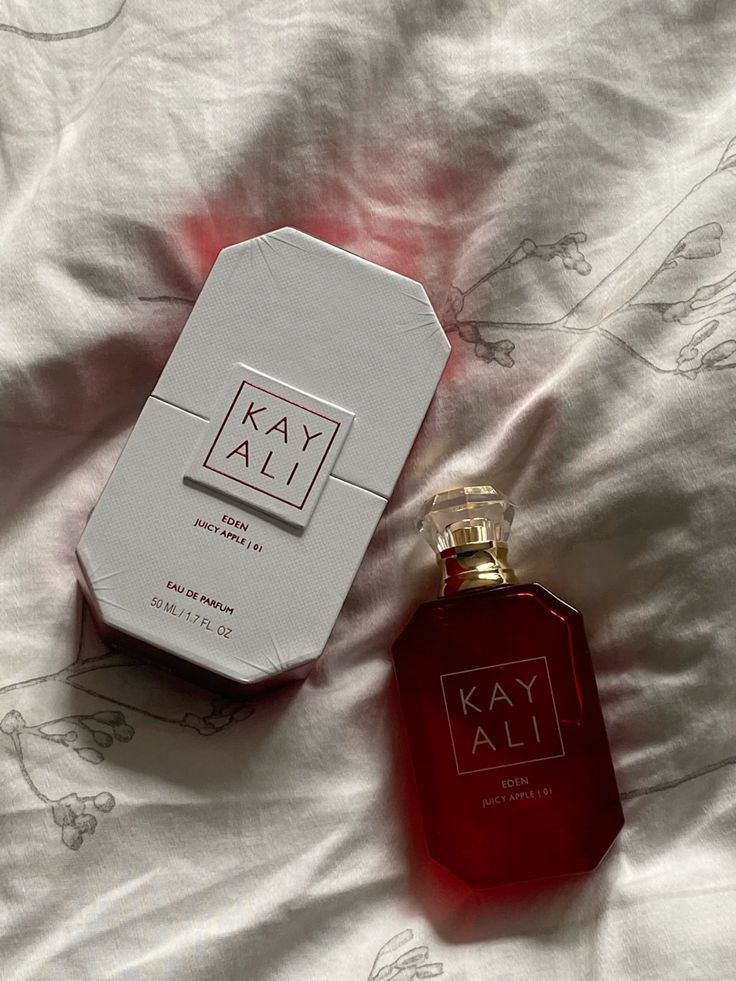 KAY
ALI
EDEN
JUICY APPLE | 01
EAU DE PARFUM
50 ML / 1.7 FL. OZ
KAY
ALI
EDEN
JUICY APPLE | 01